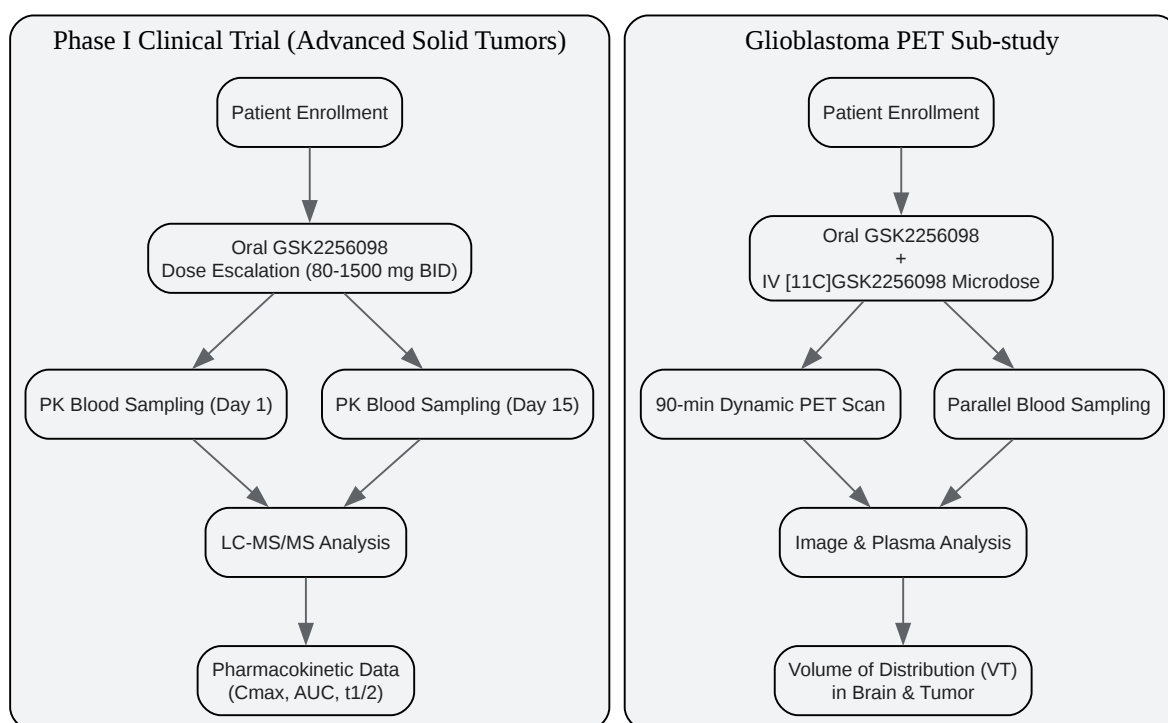 Phase I Clinical Trial (Advanced Solid Tumors)
Patient Enrollment
Oral GSK2256098
Dose Escalation (80-1500 mg BID)
PK Blood Sampling (Day 1)
PK Blood Sampling (Day 15)
LC-MS/MS Analysis
Pharmacokinetic Data
(Cmax, AUC, t1/2)
Glioblastoma PET Sub-study
Patient Enrollment
Oral GSK2256098
+
IV [11C]GSK2256098 Microdose
90-min Dynamic PET Scan
Parallel Blood Sampling
Image & Plasma Analysis
Volume of Distribution (VT)
in Brain & Tumor